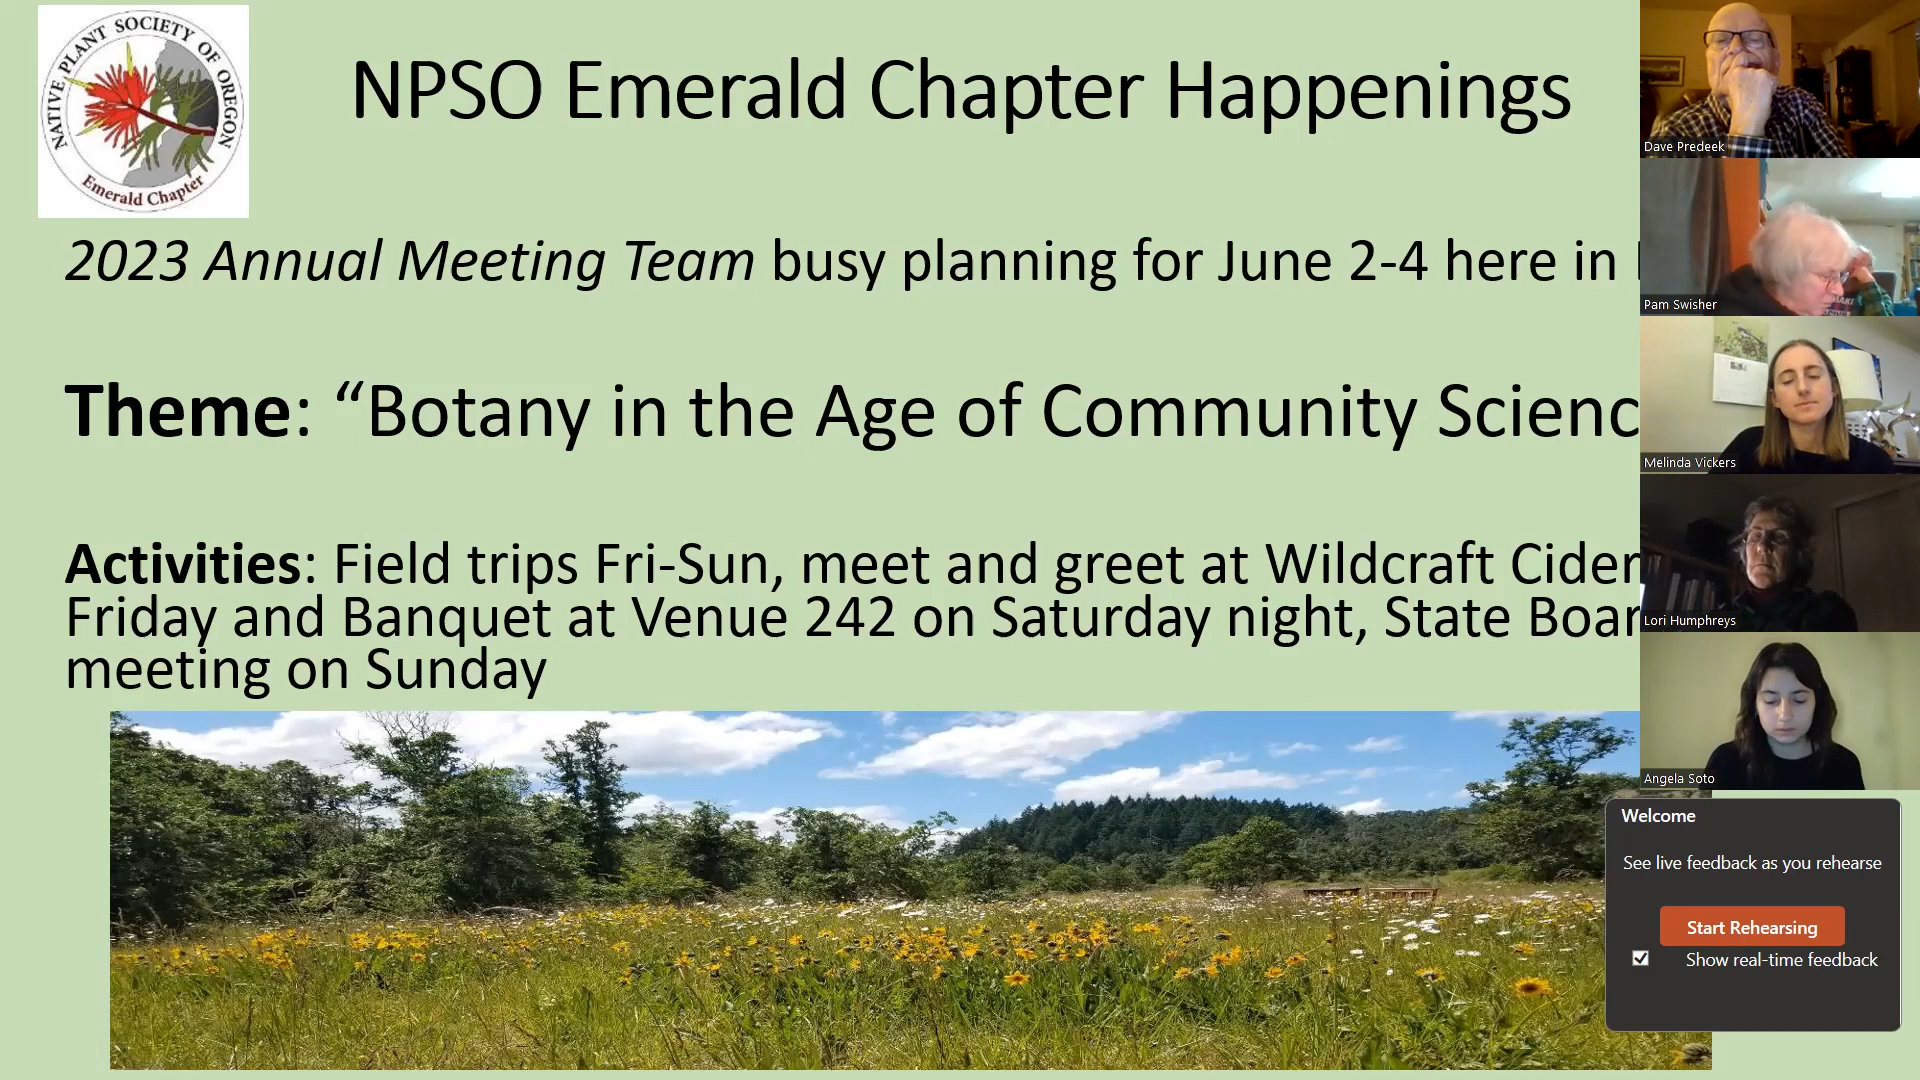 NATIVE PLANT SOCIETY OF OREGON
Emerald Chapter
NPSO Emerald Chapter Happenings
2023 Annual Meeting Team busy planning for June 2-4 here in
Theme: “Botany in the Age of Community Scienc
Activities: Field trips Fri-Sun, meet and greet at Wildcraft Cider
Friday and Banquet at Venue 242 on Saturday night, State Boar
meeting on Sunday
Dave Predeek
Pam Swisher
Melinda Vickers
Lori Humphreys
Angela Soto
Welcome
See live feedback as you rehearse
Start Rehearsing
Show real-time feedback